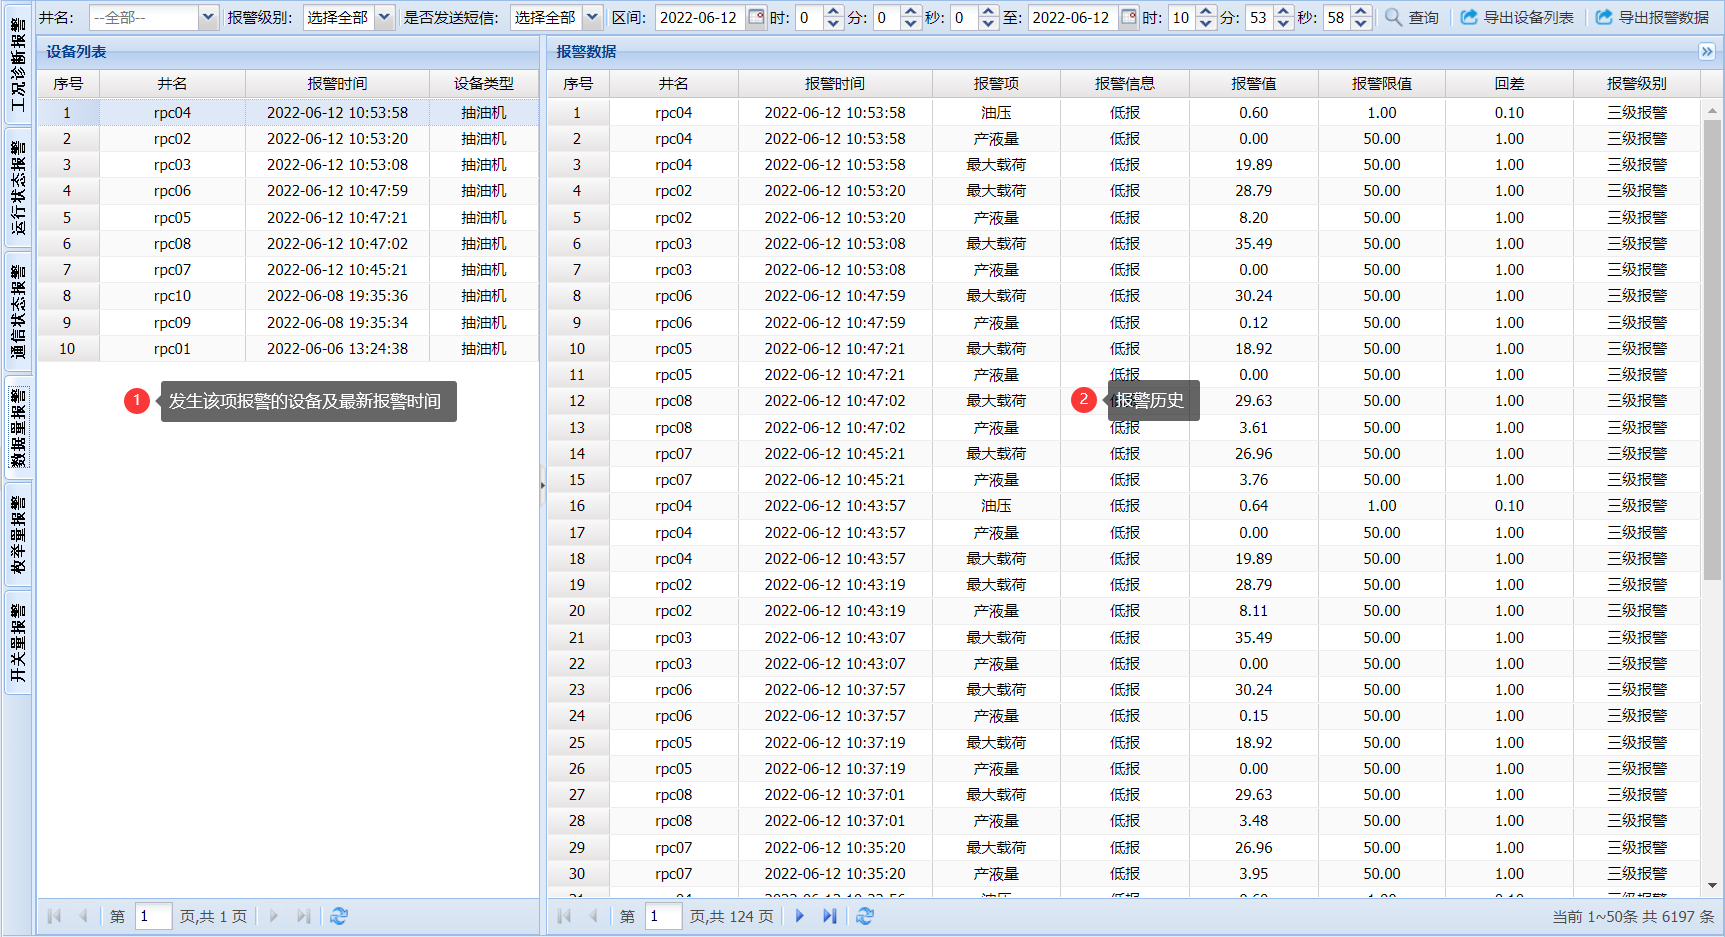 井名: --全部-- 报警级别: 选择全部 是否发送短信: 选择全部 区间: 2022-06-12 时: 0 分: 0 秒: 0 至: 2022-06-12 时: 10 分: 53 秒: 58 查询 导出设备列表 导出报警数据
工况诊断报警
运行状态报警
通信状态报警
数据量报警
枚举量报警
开关量报警
设备列表
序号 井名 报警时间 设备类型
1 rpc04 2022-06-12 10:53:58 抽油机
2 rpc02 2022-06-12 10:53:20 抽油机
3 rpc03 2022-06-12 10:53:08 抽油机
4 rpc06 2022-06-12 10:47:59 抽油机
5 rpc05 2022-06-12 10:47:21 抽油机
6 rpc08 2022-06-12 10:47:02 抽油机
7 rpc07 2022-06-12 10:45:21 抽油机
8 rpc10 2022-06-08 19:35:36 抽油机
9 rpc09 2022-06-08 19:35:34 抽油机
10 rpc01 2022-06-06 13:24:38 抽油机
1 发生该项报警的设备及最新报警时间
第 1 页,共 1 页
报警数据
序号 井名 报警时间 报警项 报警信息 报警值 报警限值 回差 报警级别
1 rpc04 2022-06-12 10:53:58 油压 低报 0.60 1.00 0.10 三级报警
2 rpc04 2022-06-12 10:53:58 产液量 低报 0.00 50.00 1.00 三级报警
3 rpc04 2022-06-12 10:53:58 最大载荷 低报 19.89 50.00 1.00 三级报警
4 rpc02 2022-06-12 10:53:20 最大载荷 低报 28.79 50.00 1.00 三级报警
5 rpc02 2022-06-12 10:53:20 产液量 低报 8.20 50.00 1.00 三级报警
6 rpc03 2022-06-12 10:53:08 最大载荷 低报 35.49 50.00 1.00 三级报警
7 rpc03 2022-06-12 10:53:08 产液量 低报 0.00 50.00 1.00 三级报警
8 rpc06 2022-06-12 10:47:59 最大载荷 低报 30.24 50.00 1.00 三级报警
9 rpc06 2022-06-12 10:47:59 产液量 低报 0.12 50.00 1.00 三级报警
10 rpc05 2022-06-12 10:47:21 最大载荷 低报 18.92 50.00 1.00 三级报警
11 rpc05 2022-06-12 10:47:21 产液量 低报 0.00 50.00 1.00 三级报警
12 rpc08 2022-06-12 10:47:02 最大载荷 29.63 50.00 1.00 三级报警
2 报警历史
13 rpc08 2022-06-12 10:47:02 产液量 低报 3.61 50.00 1.00 三级报警
14 rpc07 2022-06-12 10:45:21 最大载荷 低报 26.96 50.00 1.00 三级报警
15 rpc07 2022-06-12 10:45:21 产液量 低报 3.76 50.00 1.00 三级报警
16 rpc04 2022-06-12 10:43:57 油压 低报 0.64 1.00 0.10 三级报警
17 rpc04 2022-06-12 10:43:57 产液量 低报 0.00 50.00 1.00 三级报警
18 rpc04 2022-06-12 10:43:57 最大载荷 低报 19.89 50.00 1.00 三级报警
19 rpc02 2022-06-12 10:43:19 最大载荷 低报 28.79 50.00 1.00 三级报警
20 rpc02 2022-06-12 10:43:19 产液量 低报 8.11 50.00 1.00 三级报警
21 rpc03 2022-06-12 10:43:07 最大载荷 低报 35.49 50.00 1.00 三级报警
22 rpc03 2022-06-12 10:43:07 产液量 低报 0.00 50.00 1.00 三级报警
23 rpc06 2022-06-12 10:37:57 最大载荷 低报 30.24 50.00 1.00 三级报警
24 rpc06 2022-06-12 10:37:57 产液量 低报 0.15 50.00 1.00 三级报警
25 rpc05 2022-06-12 10:37:19 最大载荷 低报 18.92 50.00 1.00 三级报警
26 rpc05 2022-06-12 10:37:19 产液量 低报 0.00 50.00 1.00 三级报警
27 rpc08 2022-06-12 10:37:01 最大载荷 低报 29.63 50.00 1.00 三级报警
28 rpc08 2022-06-12 10:37:01 产液量 低报 3.48 50.00 1.00 三级报警
29 rpc07 2022-06-12 10:35:20 最大载荷 低报 26.96 50.00 1.00 三级报警
30 rpc07 2022-06-12 10:35:20 产液量 低报 3.95 50.00 1.00 三级报警
第 1 页,共 124 页 当前 1~50条 共 6197 条